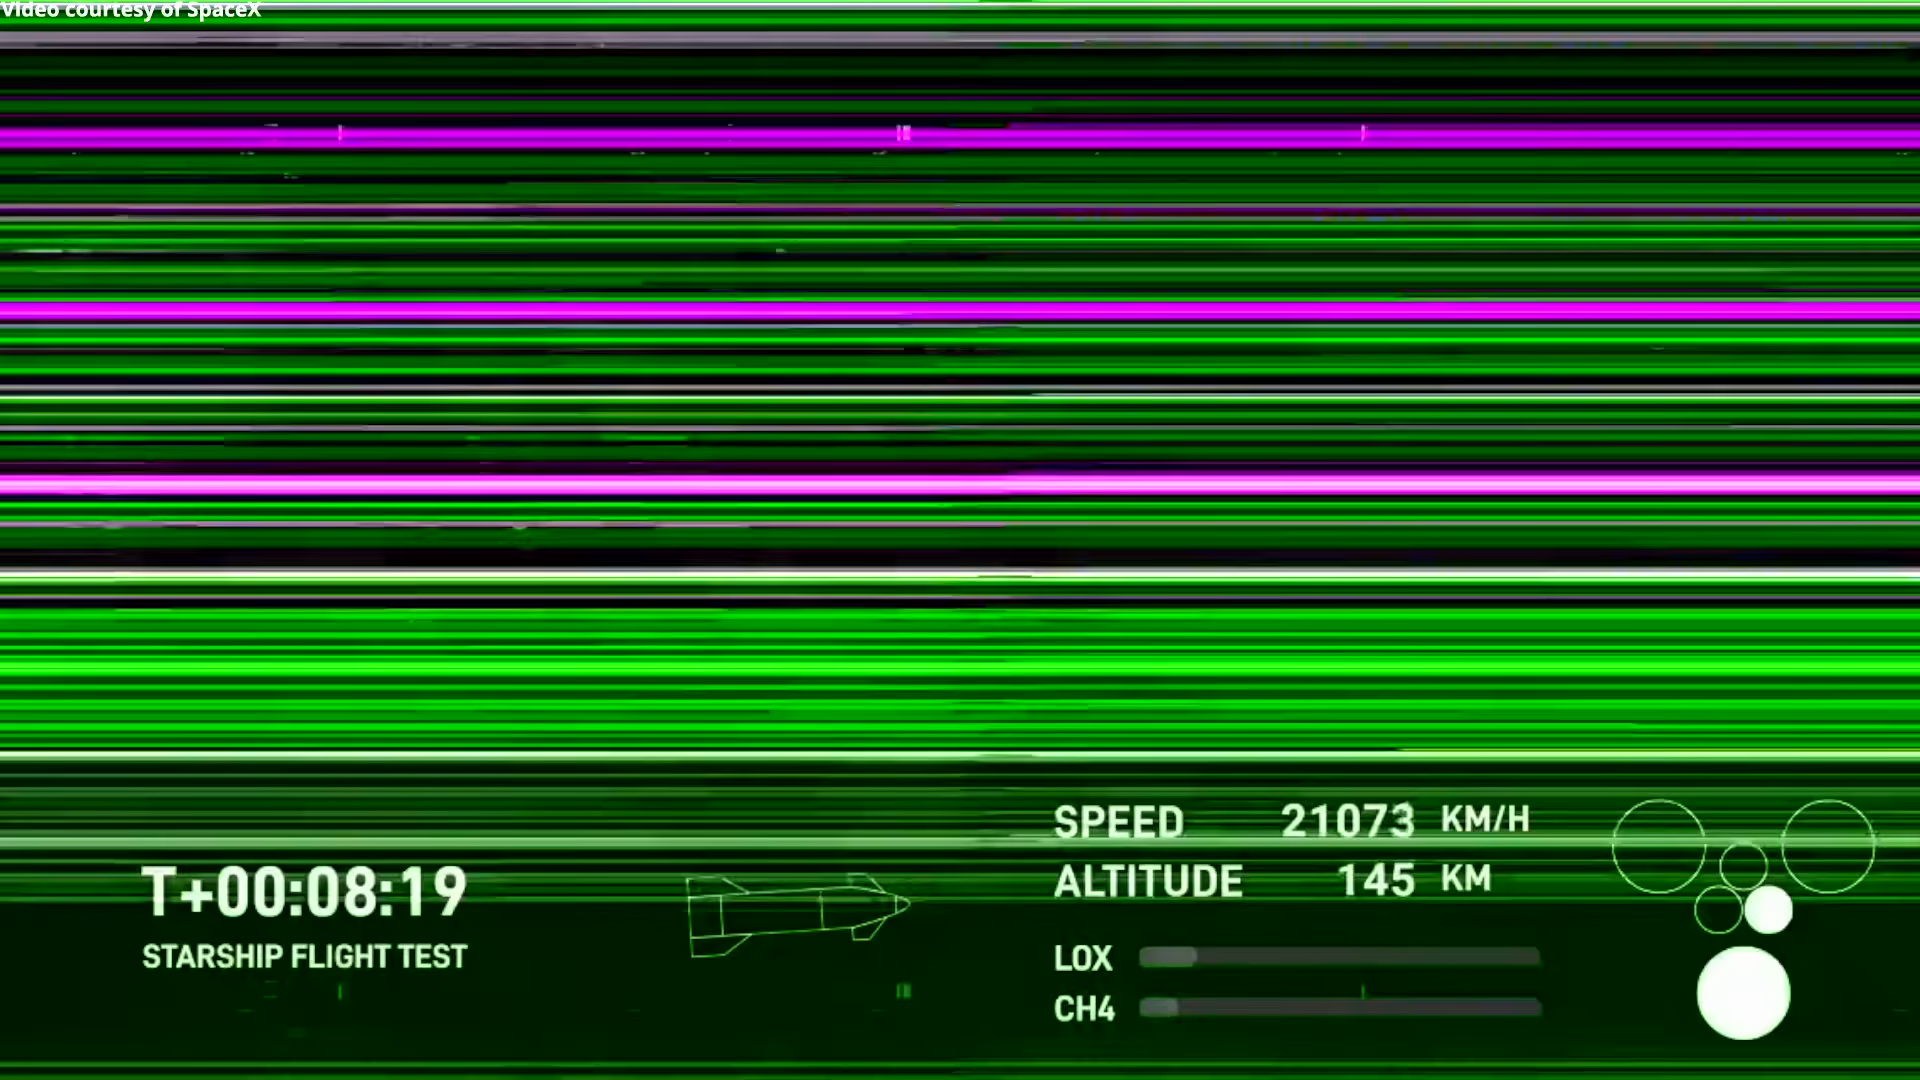 Video courtesy of SpaceX
SPEED 21073 KM/H
ALTITUDE 145 KM
T+00:08:19
STARSHIP FLIGHT TEST
LOX
CH4